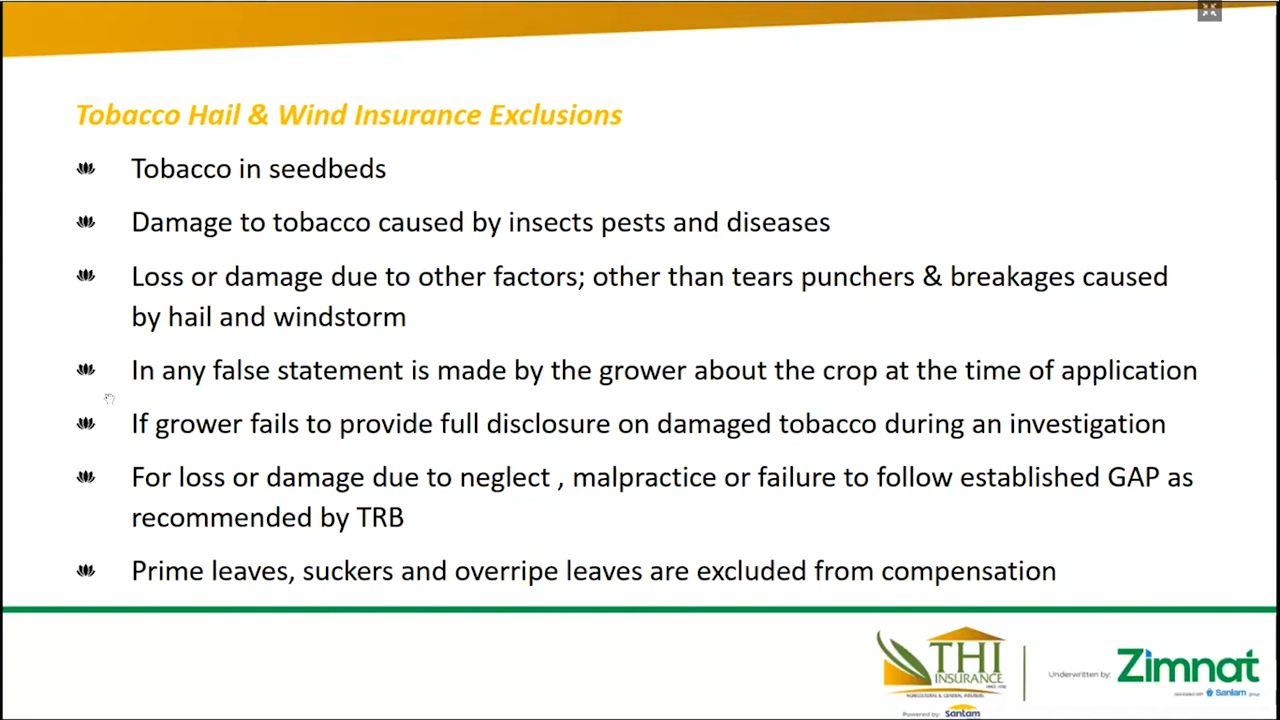 Tobacco Hail & Wind Insurance Exclusions
Tobacco in seedbeds
Damage to tobacco caused by insects pests and diseases
Loss or damage due to other factors; other than tears punchers & breakages caused
by hail and windstorm
In any false statement is made by the grower about the crop at the time of application
If grower fails to provide full disclosure on damaged tobacco during an investigation
For loss or damage due to neglect , malpractice or failure to follow established GAP as
recommended by TRB
Prime leaves, suckers and overripe leaves are excluded from compensation
THI
INSURANCE
AGRICULTURAL & GENERAL INSURERS
Powered by: santam
Underwritten by: Zimnat
Sanlam group